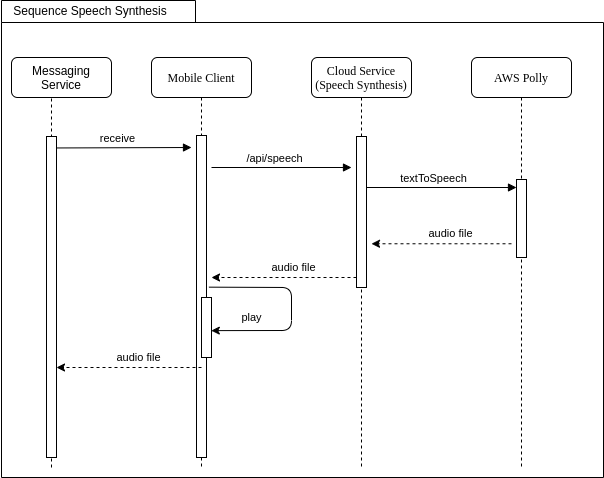 Sequence Speech Synthesis
Messaging
Service
Mobile Client
Cloud Service
(Speech Synthesis)
AWS Polly
receive
/api/speech
textToSpeech
audio file
audio file
play
audio file